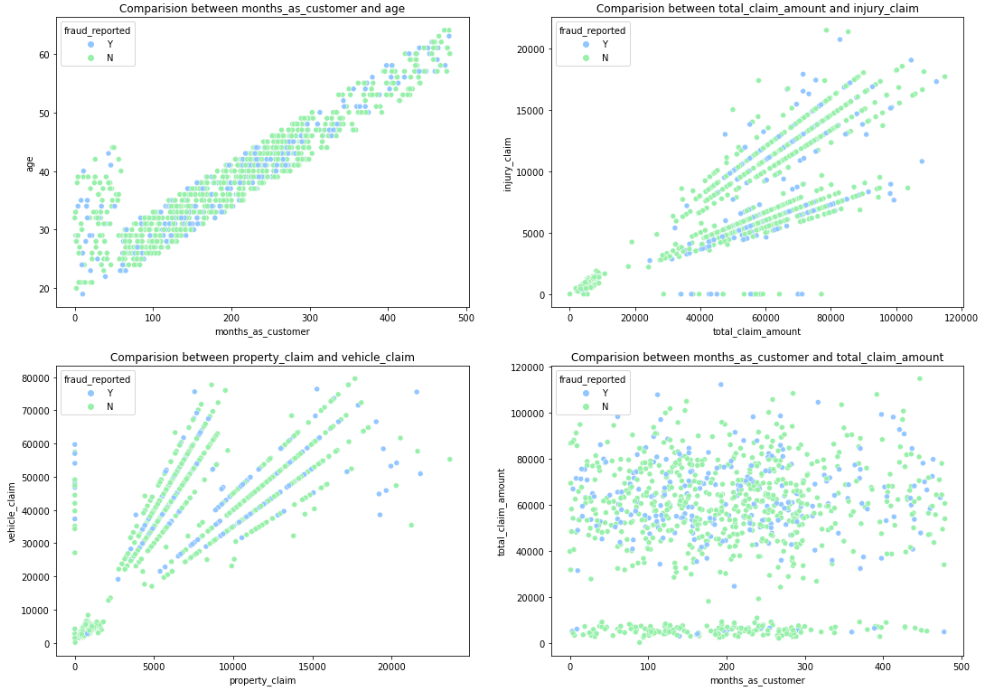 Comparision between months_as_customer and age
fraud_reported
Y
N
60
50
40
30
20
age
0 100 200 300 400 500
months_as_customer
Comparision between total_claim_amount and injury_claim
fraud_reported
Y
N
20000
15000
10000
5000
0
injury_claim
0 20000 40000 60000 80000 100000 120000
total_claim_amount
Comparision between property_claim and vehicle_claim
fraud_reported
Y
N
80000
70000
60000
50000
40000
30000
20000
10000
0
vehicle_claim
0 5000 10000 15000 20000
property_claim
Comparision between months_as_customer and total_claim_amount
fraud_reported
Y
N
120000
100000
80000
60000
40000
20000
0
total_claim_amount
0 100 200 300 400 500
months_as_customer